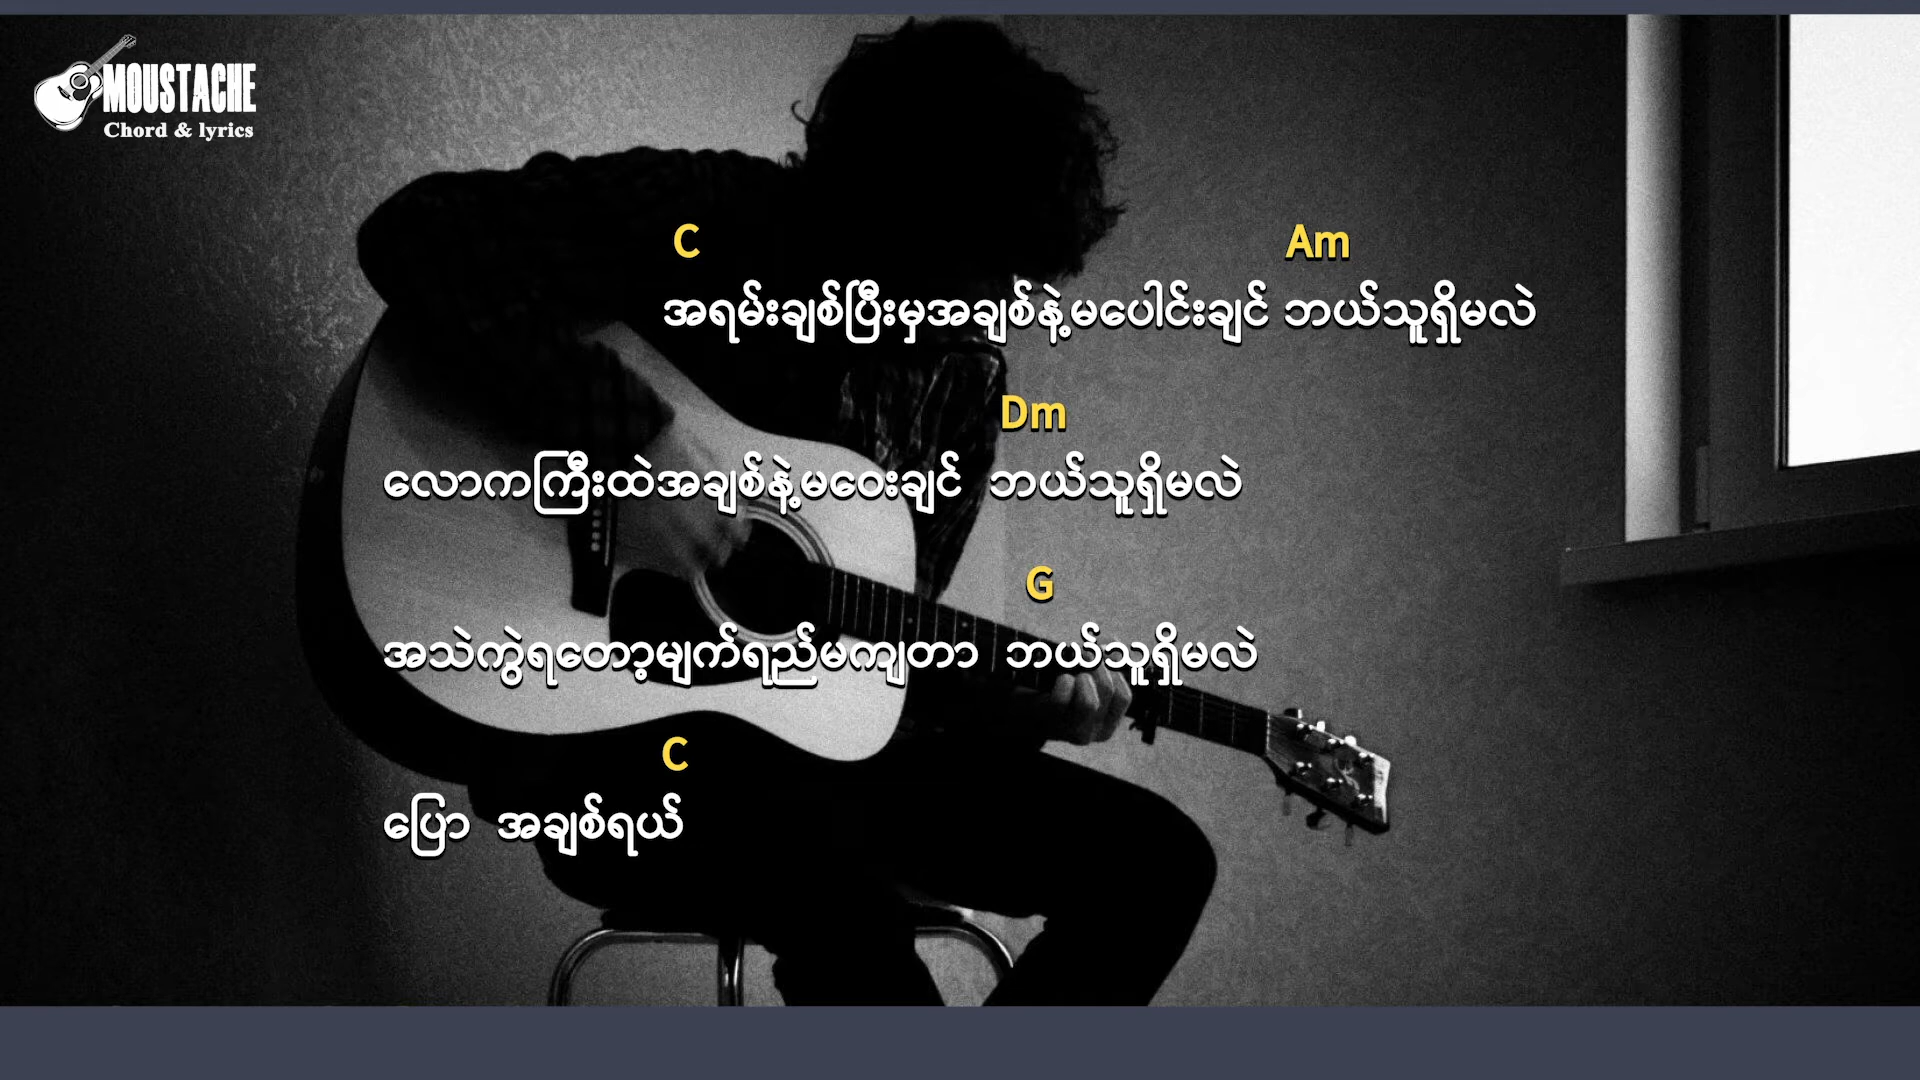 MOUSTACHE
Chord & lyrics
C Am
အရမ်းချစ်ပြီးမှအချစ်နဲ့မပေါင်းချင် ဘယ်သူရှိမလဲ
Dm
လောကကြီးထဲအချစ်နဲ့မဝေးချင် ဘယ်သူရှိမလဲ
G
အသဲကွဲရတော့မျက်ရည်မကျတာ ဘယ်သူရှိမလဲ
C
ပြော အချစ်ရယ်